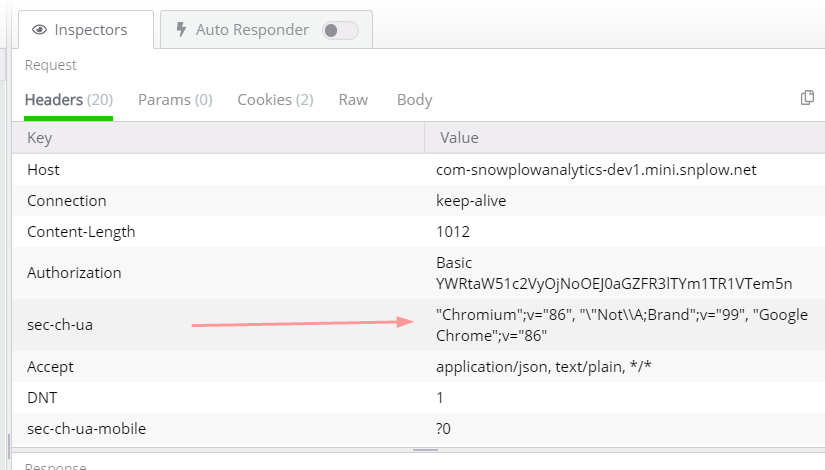 Inspectors Auto Responder
Request
Headers (20) Params (0) Cookies (2) Raw Body
Key Value
Host com-snowplowanalytics-dev1.mini.snplow.net
Connection keep-alive
Content-Length 1012
Authorization Basic
YWRtaW51c2VyOjNoOEJ0aGZFR3lTYm1TR1VTem5n
sec-ch-ua "Chromium";v="86", "\"Not\\A;Brand";v="99", "Google
Chrome";v="86"
Accept application/json, text/plain, */*
DNT 1
sec-ch-ua-mobile ?0
Response